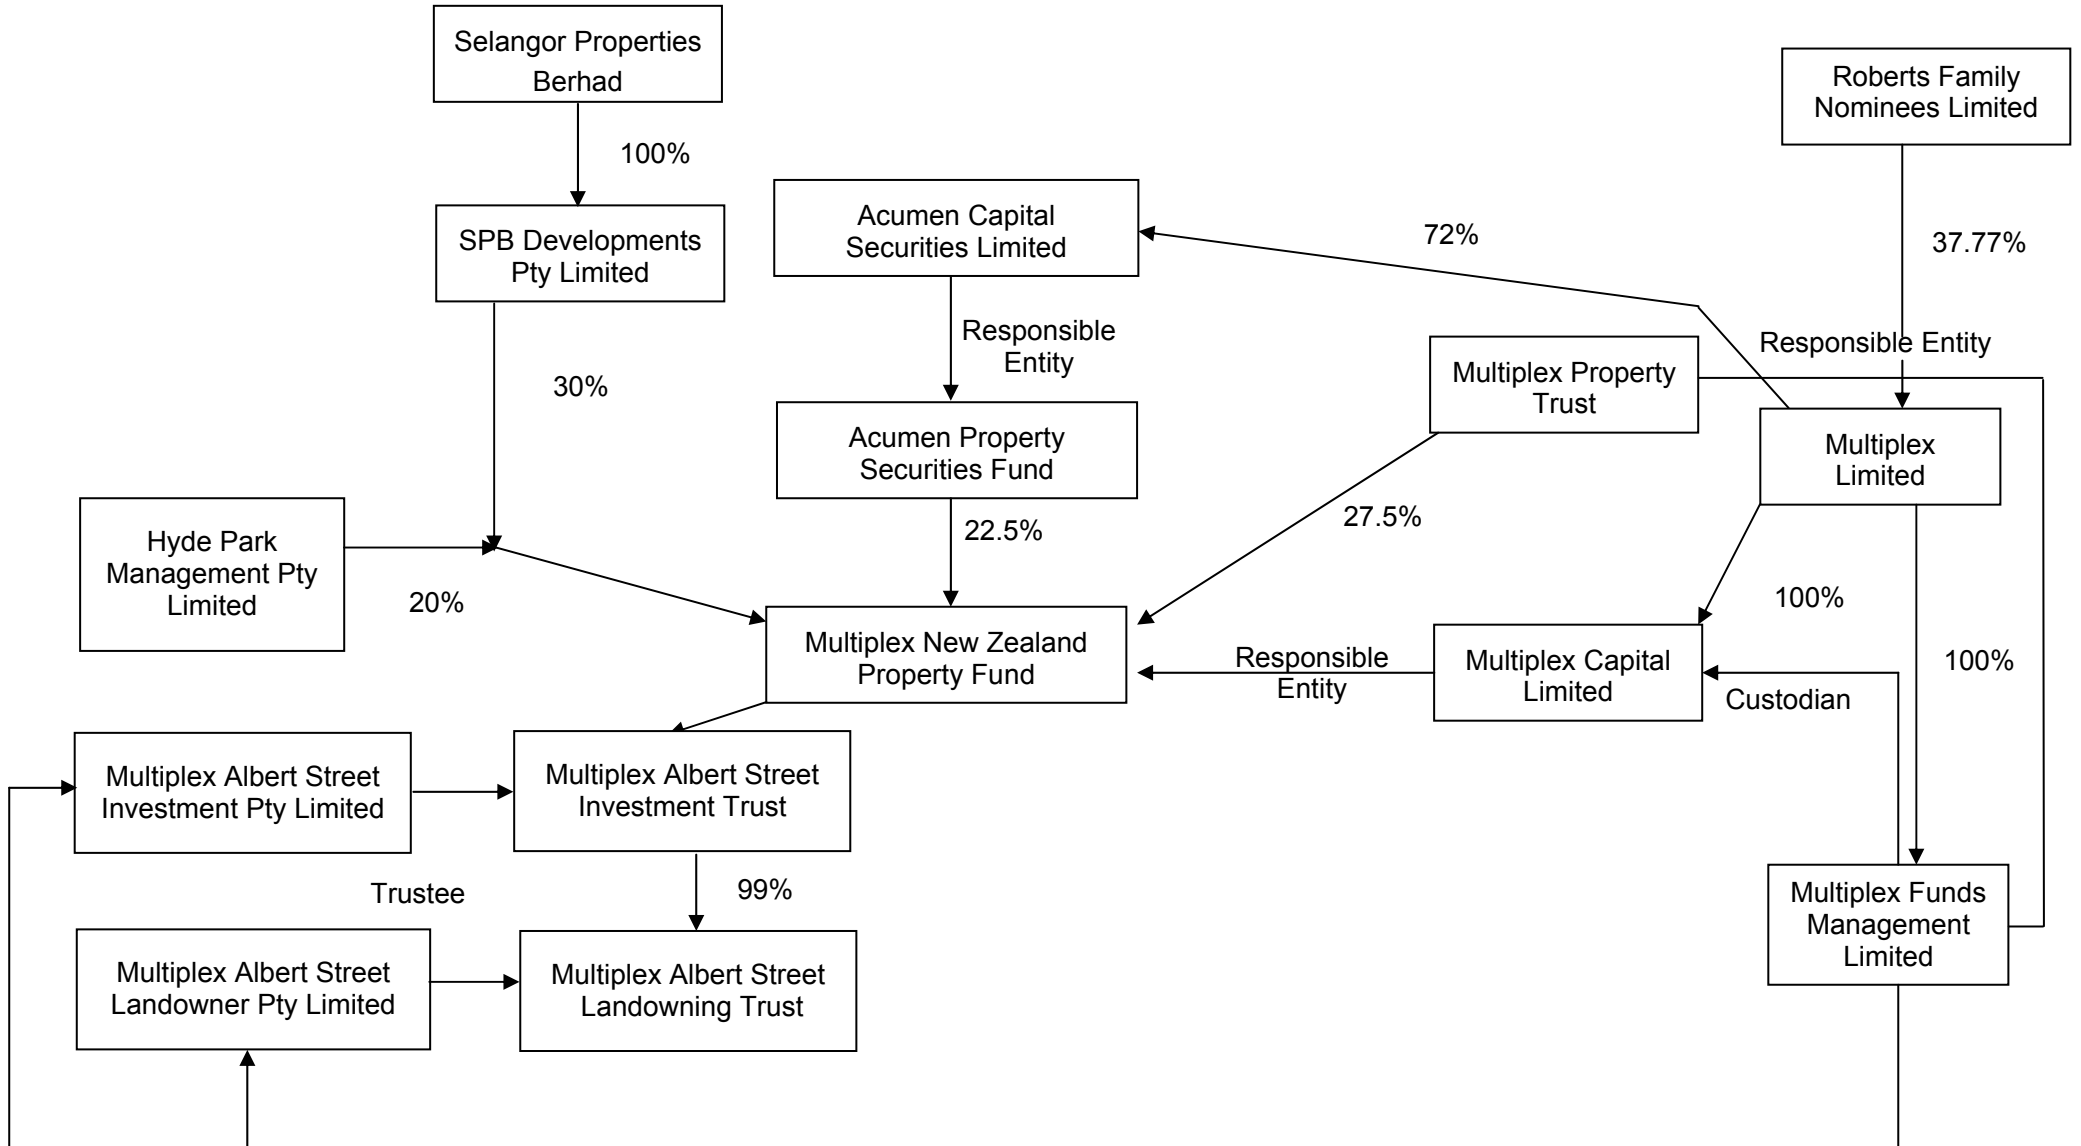 Selangor Properties
Berhad
Roberts Family
Nominees Limited
100%
SPB Developments
Pty Limited
Acumen Capital
Securities Limited
72%
37.77%
Responsible
Entity
Responsible Entity
30%
Multiplex Property
Trust
Acumen Property
Securities Fund
Multiplex
Limited
22.5%
27.5%
Hyde Park
Management Pty
Limited
20%
100%
Multiplex New Zealand
Property Fund
Responsible
Entity
Multiplex Capital
Limited
100%
Custodian
Multiplex Albert Street
Investment Pty Limited
Multiplex Albert Street
Investment Trust
Trustee
99%
Multiplex Funds
Management
Limited
Multiplex Albert Street
Landowner Pty Limited
Multiplex Albert Street
Landowning Trust